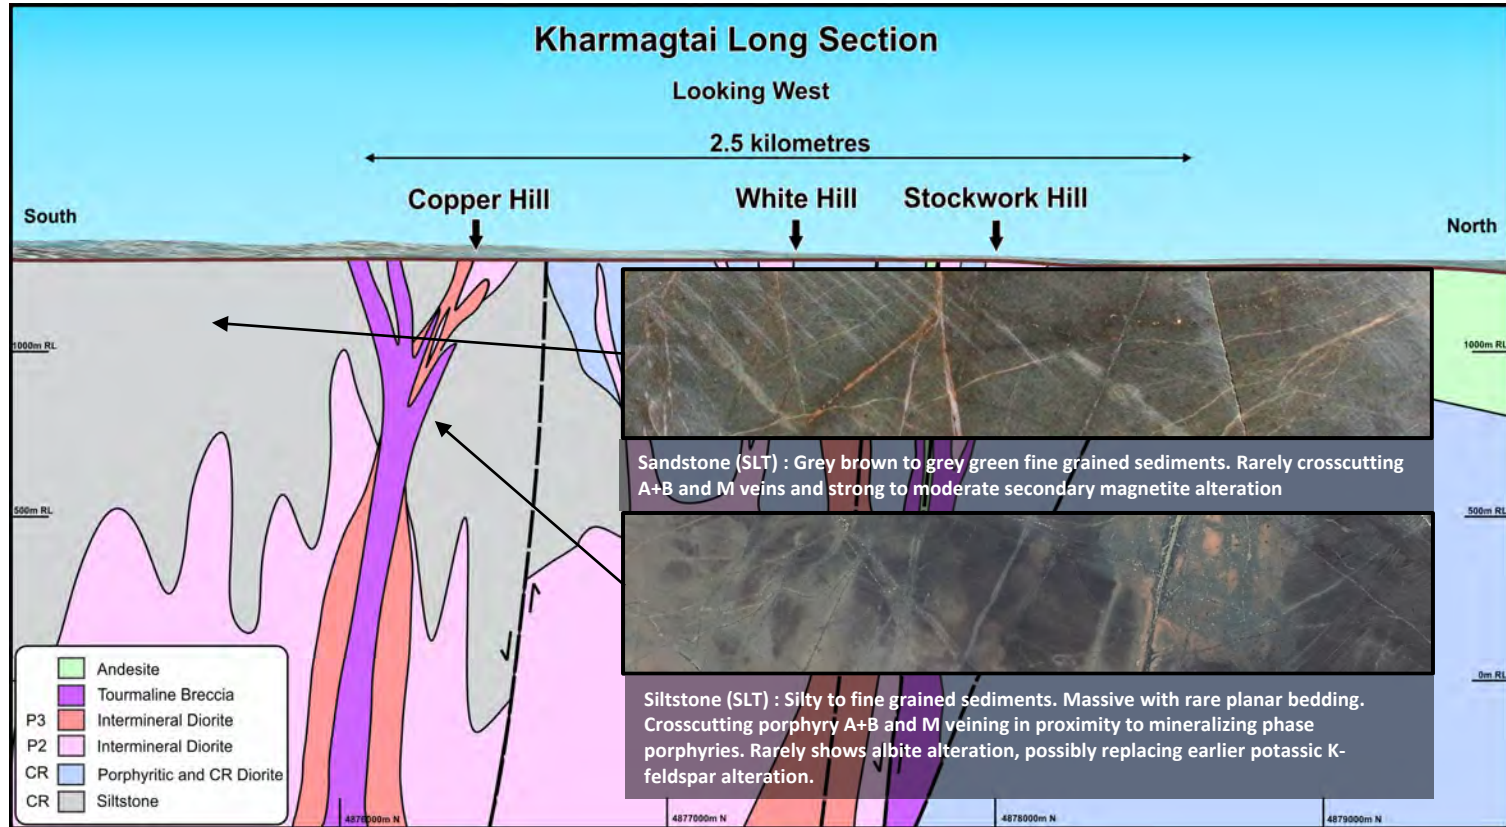 Kharmagtai Long Section
Looking West
2.5 kilometres
Copper Hill
White Hill
Stockwork Hill
South
North
1000m RL
1000m RL
Sandstone (SLT) : Grey brown to grey green fine grained sediments. Rarely crosscutting
A+B and M veins and strong to moderate secondary magnetite alteration
500m RL
500m RL
0m RL
Siltstone (SLT) : Silty to fine grained sediments. Massive with rare planar bedding.
Crosscutting porphyry A+B and M veining in proximity to mineralizing phase
porphyries. Rarely shows albite alteration, possibly replacing earlier potassic K-
feldspar alteration.
Andesite
Tourmaline Breccia
P3 Intermineral Diorite
P2 Intermineral Diorite
CR Porphyritic and CR Diorite
CR Siltstone
4876000m N
4877000m N
4878000m N
4879000m N